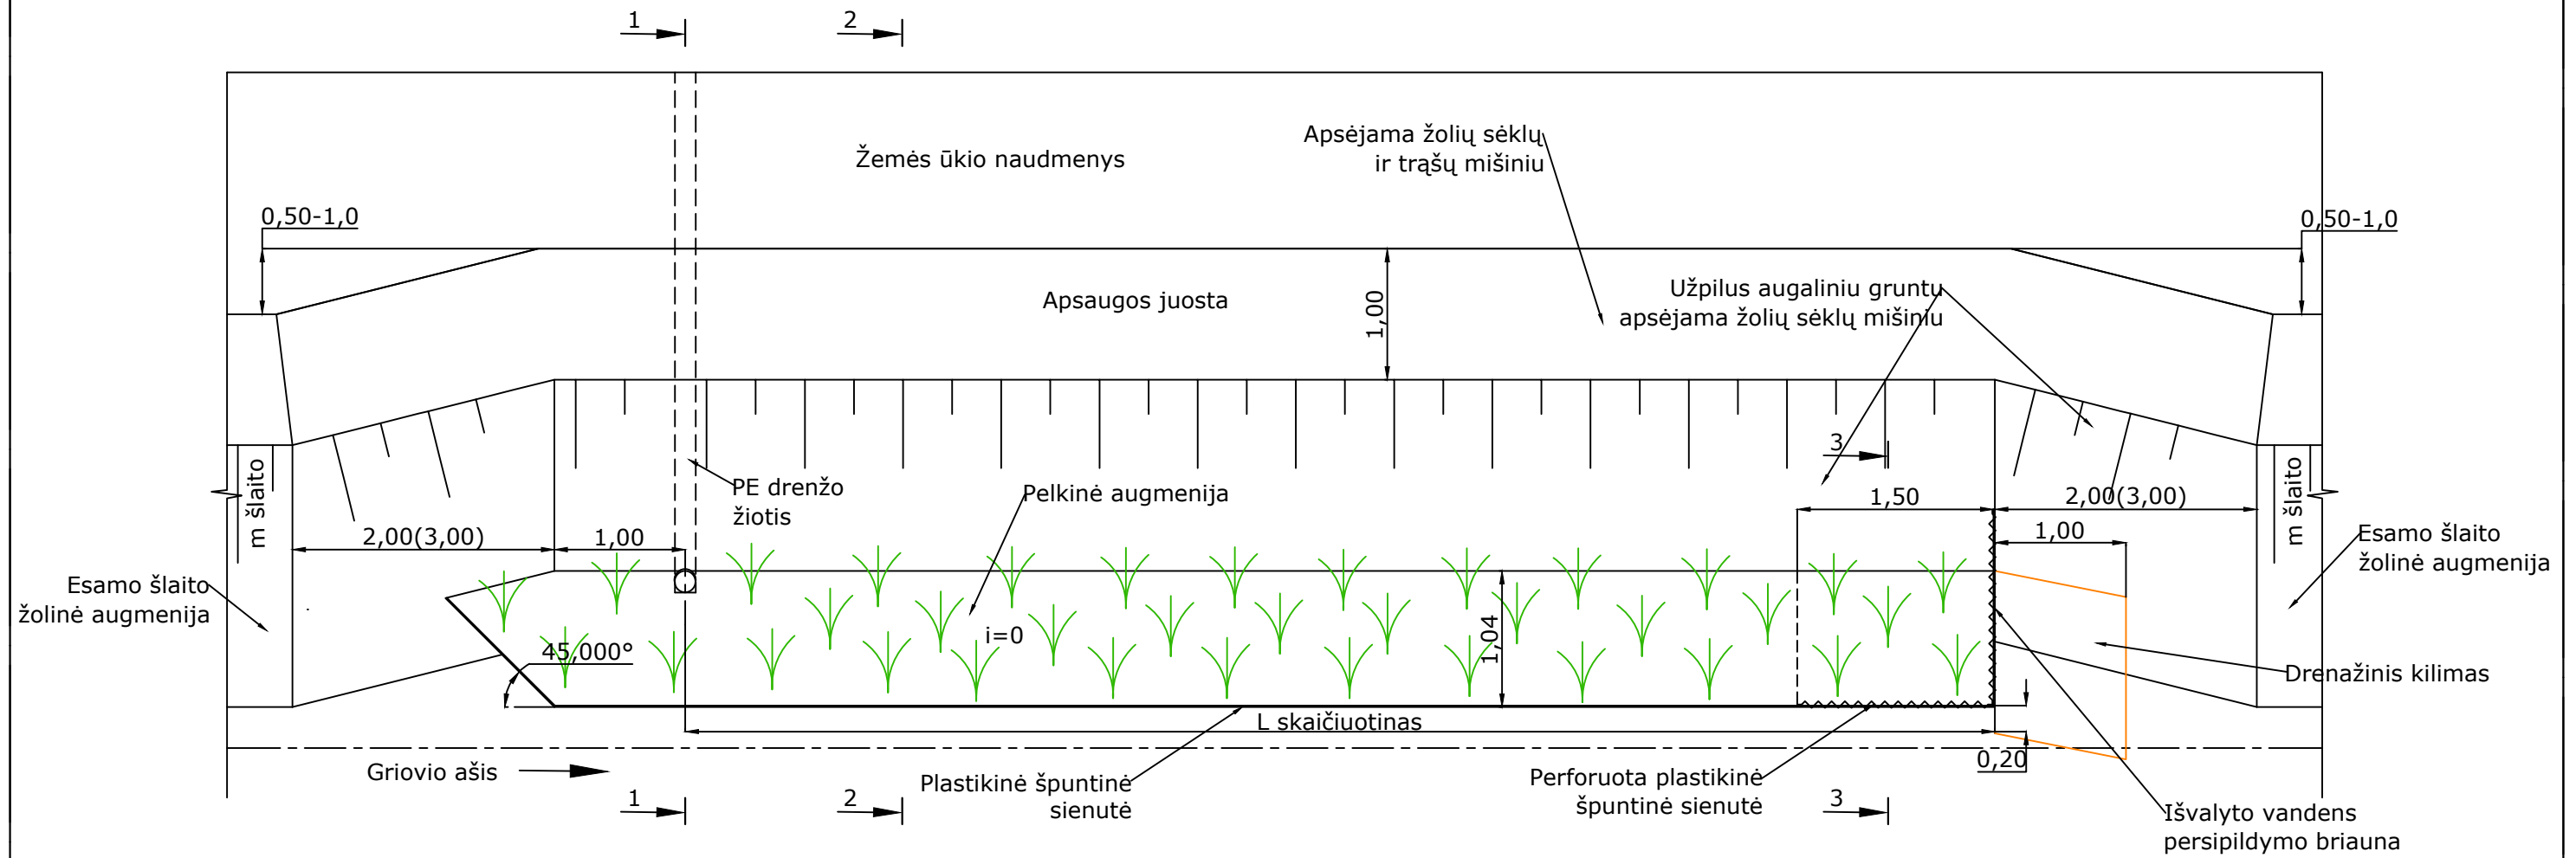 1
2
Apsėjama žolių sėklų
ir trąšų mišiniu
Žemės ūkio naudmenys
0,50-1,0
0,50-1,0
Apsaugos juosta
1,00
Užpilus augaliniu gruntu
apsėjama žolių sėklų mišiniu
3
m šlaito
PE drenžo
žiotis
Pelkinė augmenija
1,50
2,00(3,00)
m šlaito
2,00(3,00)
1,00
1,00
Esamo šlaito
žolinė augmenija
Esamo šlaito
žolinė augmenija
i=0
1,04
45,000°
Drenažinis kilimas
L skaičiuotinas
0,20
Griovio ašis
Plastikinė špuntinė
sienutė
Perforuota plastikinė
špuntinė sienutė
1
2
3
Išvalyto vandens
persipildymo briauna